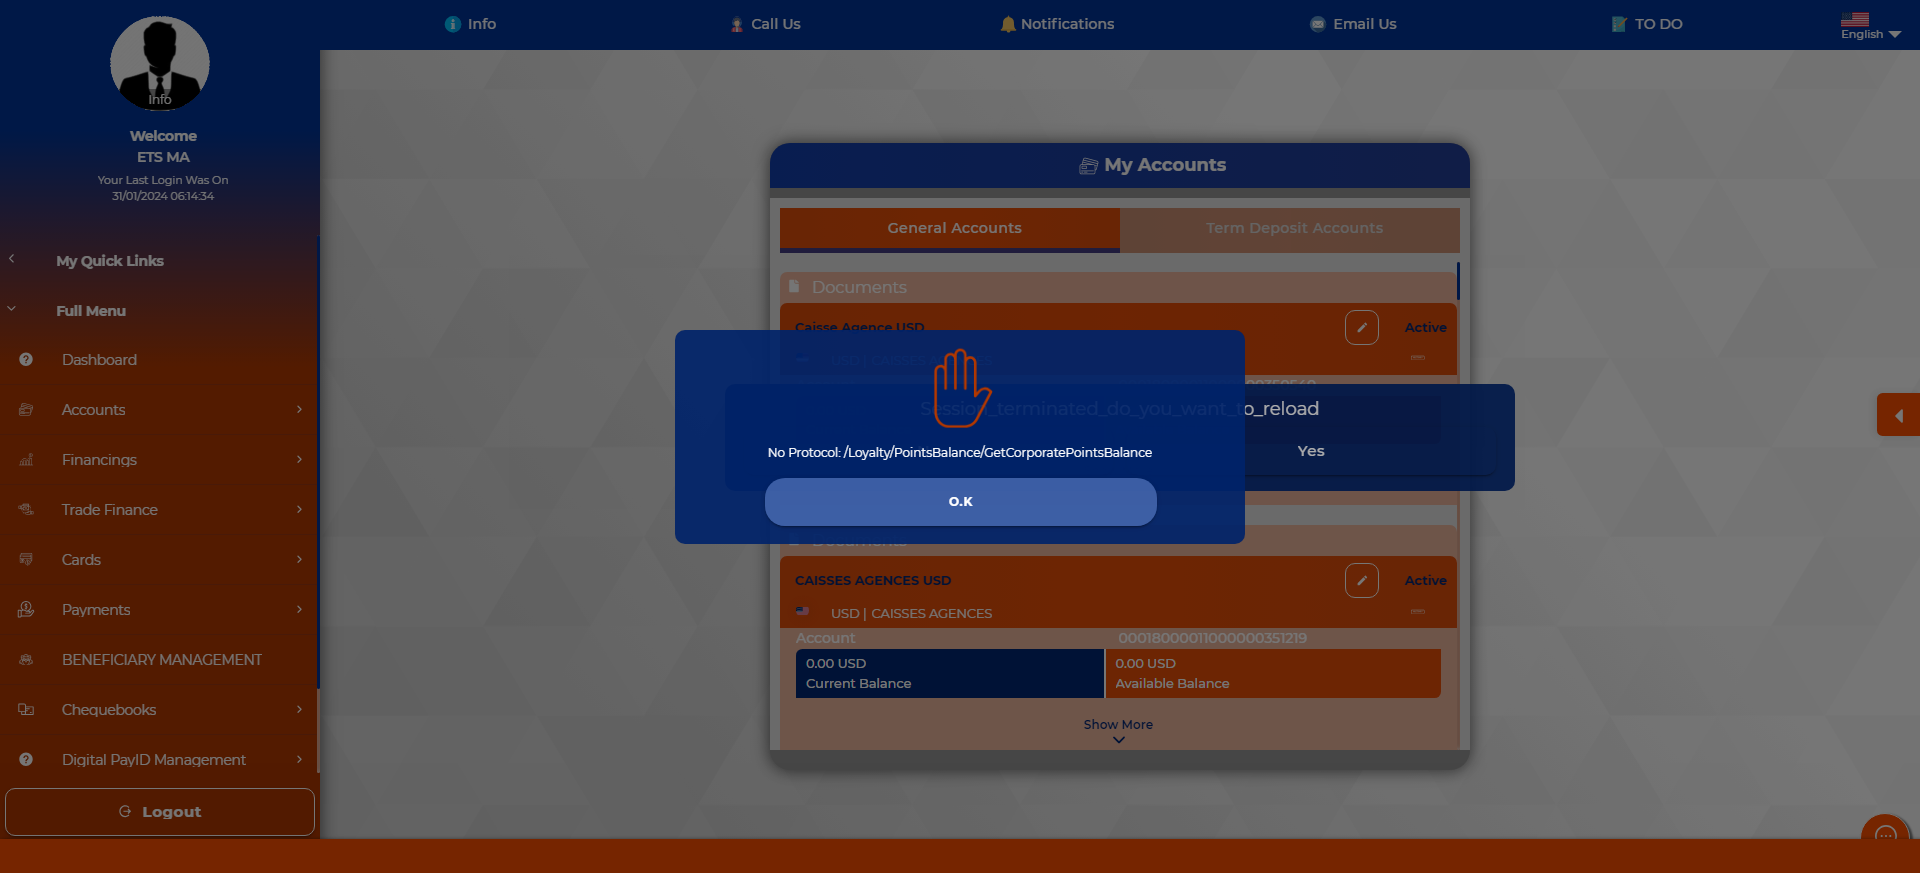 Info
Call Us
Notifications
Email Us
TO DO
English
Info
Welcome
ETS MA
Your Last Login Was On
31/01/2024 06:14:34
My Quick Links
Full Menu
Dashboard
Accounts
Financings
Trade Finance
Cards
Payments
BENEFICIARY MANAGEMENT
Chequebooks
Digital PayID Management
Logout
My Accounts
General Accounts
Term Deposit Accounts
Documents
Caisse Agence USD
Active
USD | CAISSES AGENCES
Session_terminated_do_you_want_to_reload
Yes
No Protocol: /Loyalty/PointsBalance/GetCorporatePointsBalance
O.K
Documents
CAISSES AGENCES USD
Active
USD | CAISSES AGENCES
Account
00018000011000000351219
0.00 USD
Current Balance
0.00 USD
Available Balance
Show More